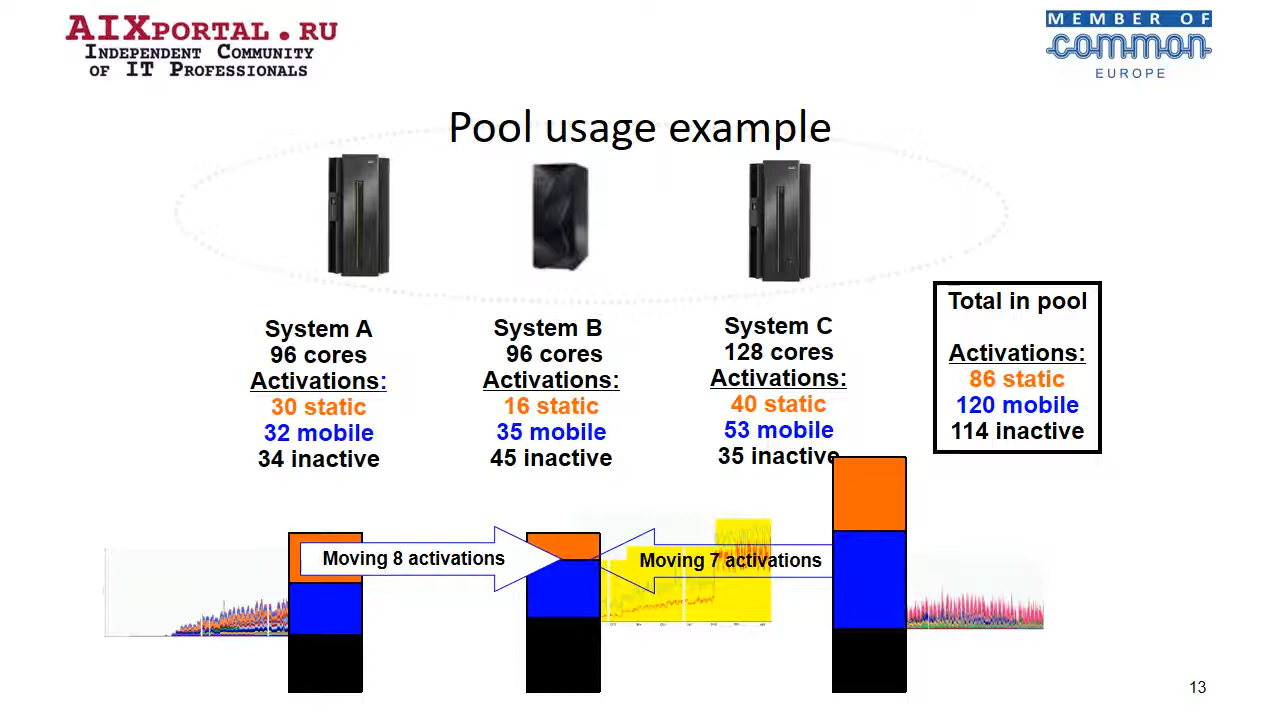 AIXPORTAL.RU
INDEPENDENT COMMUNITY
OF IT PROFESSIONALS
MEMBER OF
common
EUROPE
Pool usage example
System A
96 cores
Activations:
30 static
32 mobile
34 inactive
System B
96 cores
Activations:
16 static
35 mobile
45 inactive
System C
128 cores
Activations:
40 static
53 mobile
35 inactive
Total in pool
Activations:
86 static
120 mobile
114 inactive
Moving 8 activations
Moving 7 activations
13